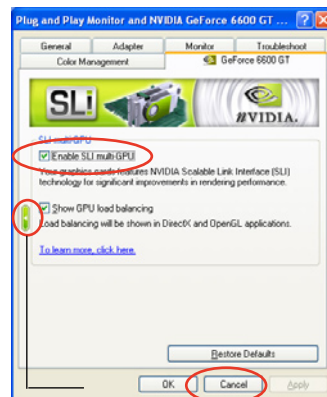 Plug and Play Monitor and NVIDIA GeForce 6600 GT ...
General Adapter Monitor Troubleshoot
Color Management GeForce 6600 GT
SLI NVIDIA.
SLI multi-GPU
Enable SLI multi-GPU
Your graphics cards features NVIDIA Scalable Link Interface (SLI)
technology for significant improvements in rendering performance.
Show GPU load balancing
Load balancing will be shown in DirectX and OpenGL applications.
To learn more, click here.
Restore Defaults
OK Cancel Apply